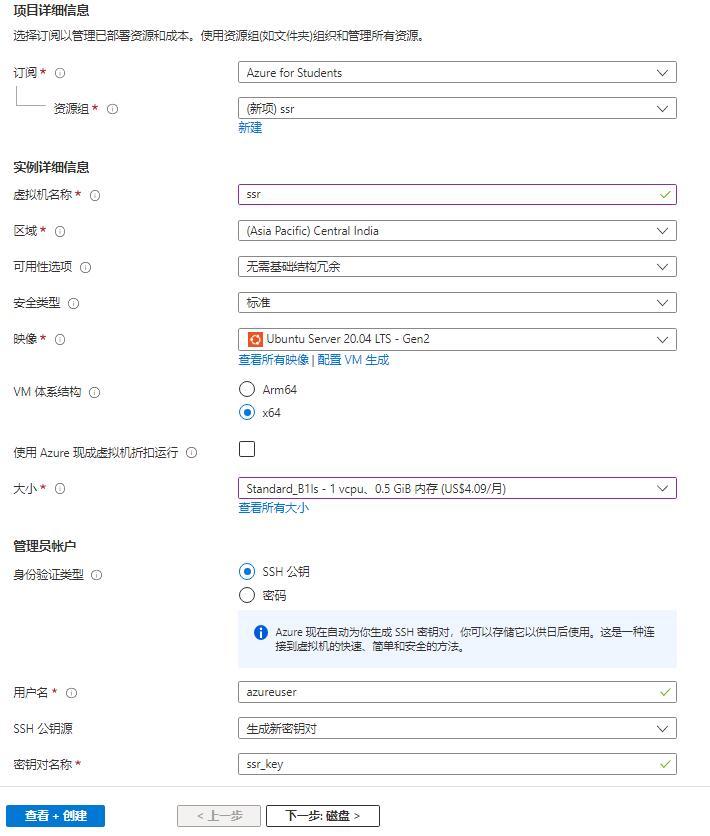 项目详细信息
选择订阅以管理已部署资源和成本。使用资源组(如文件夹)组织和管理所有资源。
订阅 * Azure for Students
资源组 * (新项) ssr
新建
实例详细信息
虚拟机名称 * ssr
区域 * (Asia Pacific) Central India
可用性选项 无需基础结构冗余
安全类型 标准
映像 * Ubuntu Server 20.04 LTS - Gen2
查看所有映像 | 配置 VM 生成
VM 体系结构 Arm64
x64
使用 Azure 现成虚拟机折扣运行
大小 * Standard_B1ls - 1 vcpu、0.5 GiB 内存 (US$4.09/月)
查看所有大小
管理员帐户
身份验证类型 SSH 公钥
密码
Azure 现在自动为你生成 SSH 密钥对，你可以存储它以供日后使用。这是一种连
接到虚拟机的快速、简单和安全的方法。
用户名 * azureuser
SSH 公钥源 生成新密钥对
密钥对名称 * ssr_key
查看 + 创建 < 上一步 下一步: 磁盘 >